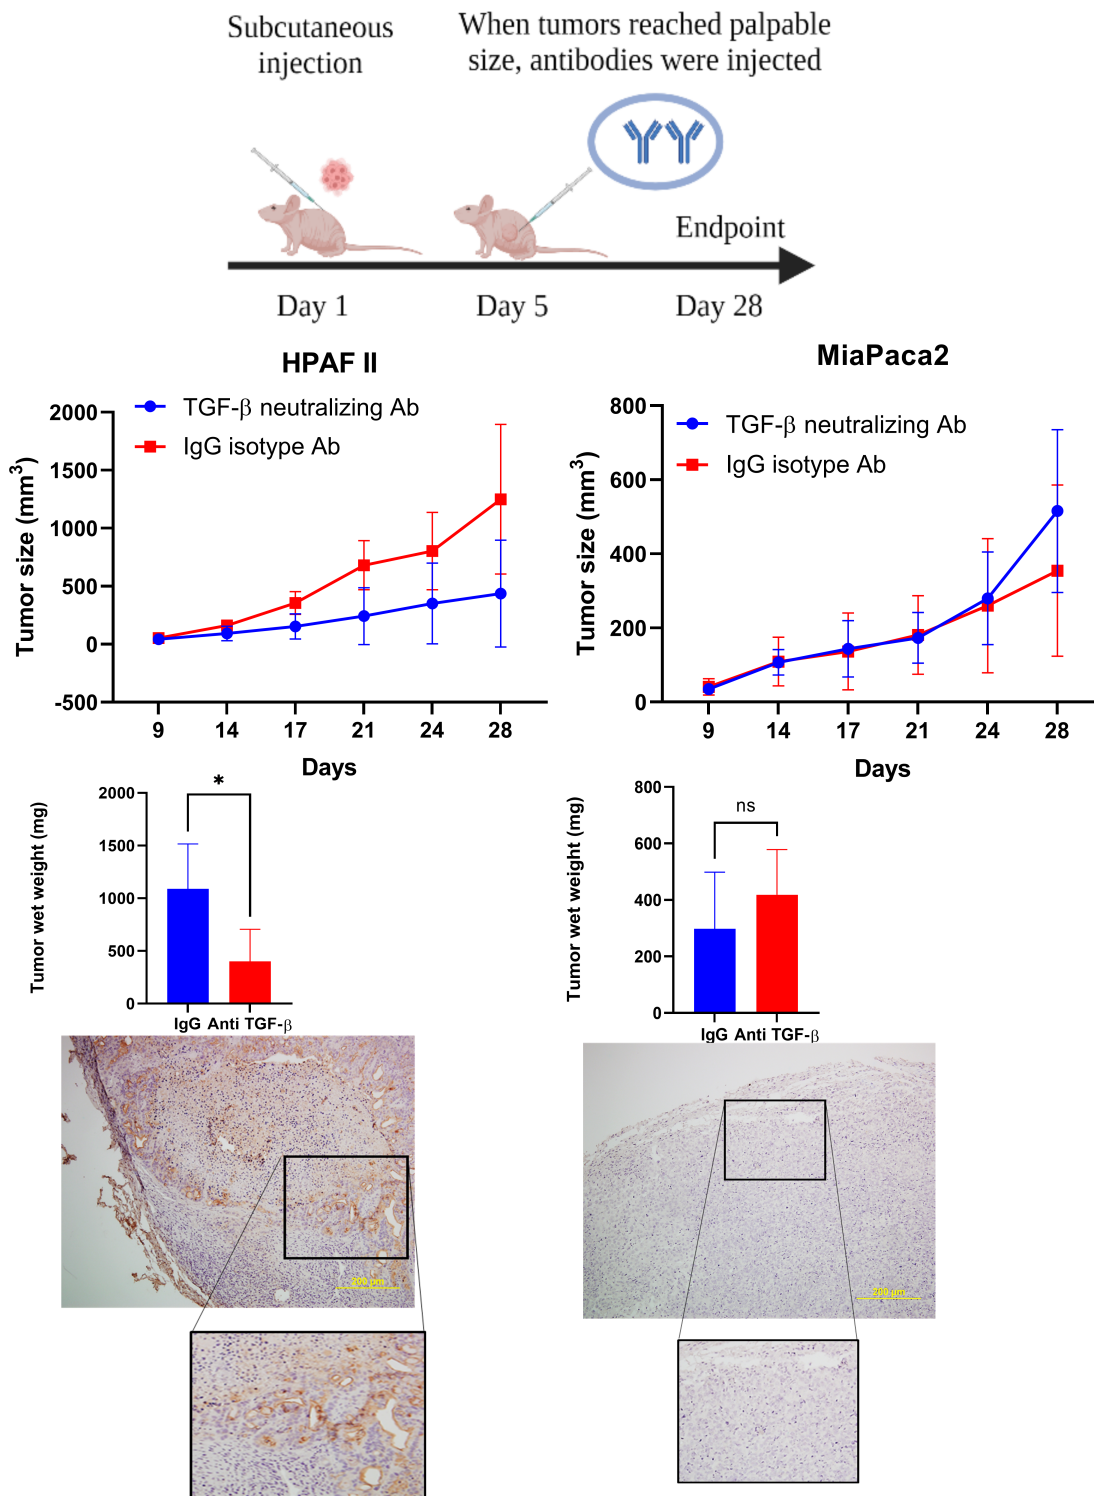 Subcutaneous
injection
When tumors reached palpable
size, antibodies were injected
Endpoint
Day 1
Day 5
Day 28
HPAF II
TGF-β neutralizing Ab
IgG isotype Ab
Tumor size (mm³)
2000
1500
1000
500
0
-500
9 14 17 21 24 28
Days
MiaPaca2
TGF-β neutralizing Ab
IgG isotype Ab
Tumor size (mm³)
800
600
400
200
0
9 14 17 21 24 28
Days
Tumor wet weight (mg)
2000
1500
1000
500
0
*
IgG Anti TGF-β
Tumor wet weight (mg)
800
600
400
200
0
ns
IgG Anti TGF-β
200 µm
200 µm